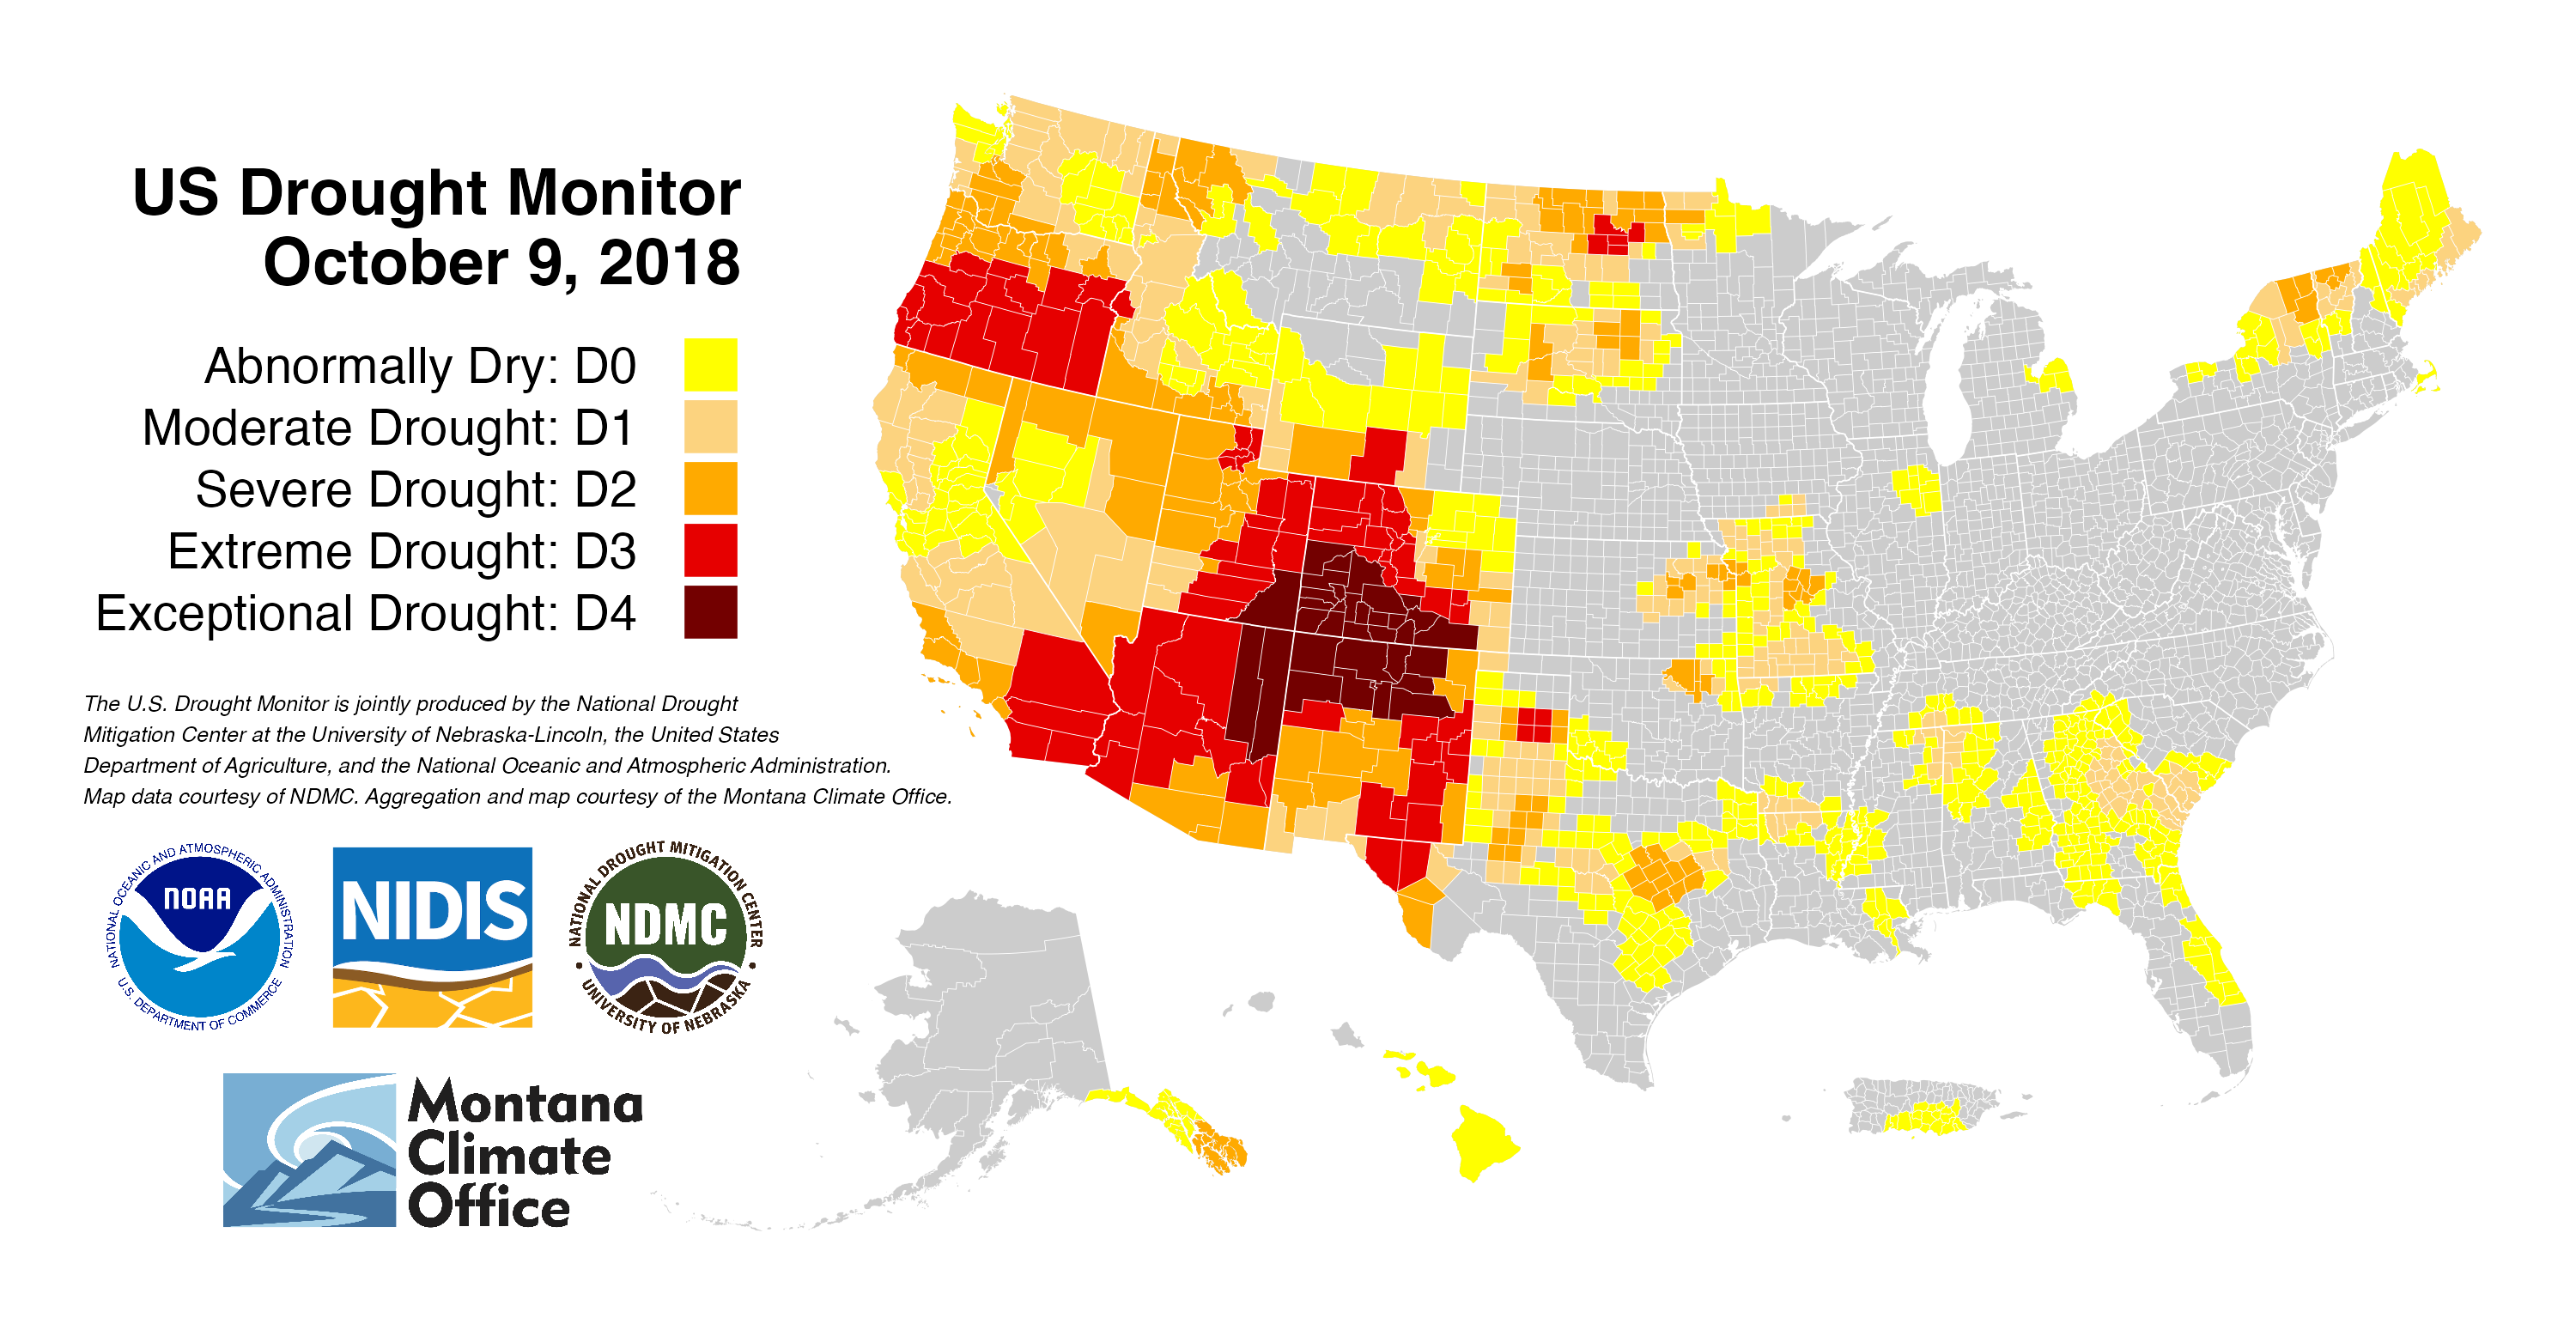 US Drought Monitor
October 9, 2018
Abnormally Dry: D0
Moderate Drought: D1
Severe Drought: D2
Extreme Drought: D3
Exceptional Drought: D4
The U.S. Drought Monitor is jointly produced by the National Drought
Mitigation Center at the University of Nebraska-Lincoln, the United States
Department of Agriculture, and the National Oceanic and Atmospheric Administration.
Map data courtesy of NDMC. Aggregation and map courtesy of the Montana Climate Office.
NATIONAL OCEANIC AND ATMOSPHERIC ADMINISTRATION
NOAA
U.S. DEPARTMENT OF COMMERCE
NIDIS
NATIONAL DROUGHT MITIGATION CENTER
NDMC
UNIVERSITY OF NEBRASKA
Montana
Climate
Office